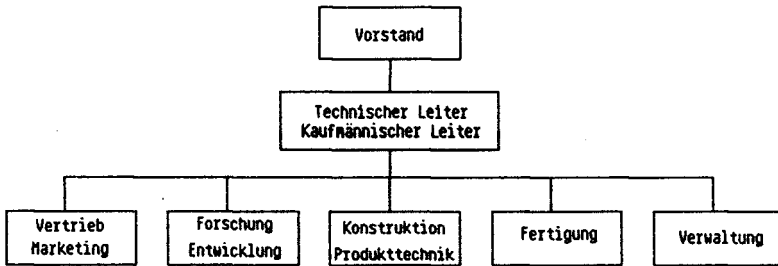 Vorstand
Technischer Leiter
Kaufmännischer Leiter
Vertrieb
Marketing
Forschung
Entwicklung
Konstruktion
Produkttechnik
Fertigung
Verwaltung